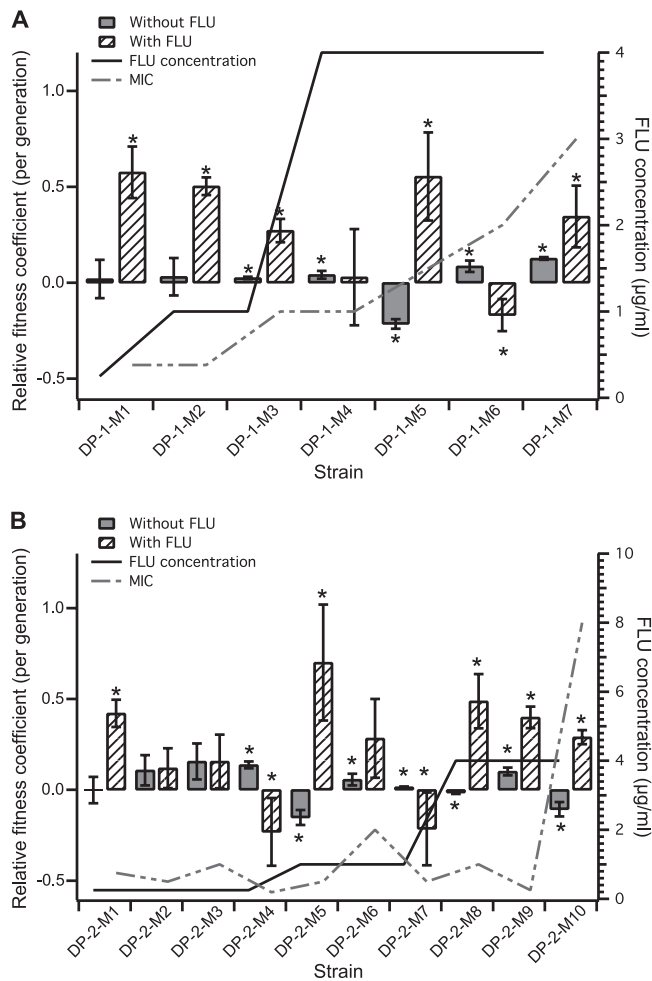 A
Without FLU
With FLU
FLU concentration
MIC
Relative fitness coefficient (per generation)
1.0
0.5
0.0
-0.5
FLU concentration (µg/ml)
4
3
2
1
0
* * * * * * * * * * *
DP-1-M1 DP-1-M2 DP-1-M3 DP-1-M4 DP-1-M5 DP-1-M6 DP-1-M7
Strain
B
Without FLU
With FLU
FLU concentration
MIC
Relative fitness coefficient (per generation)
1.0
0.5
0.0
-0.5
FLU concentration (µg/ml)
10
8
6
4
2
0
* * * * * * * * * * * * * *
DP-2-M1 DP-2-M2 DP-2-M3 DP-2-M4 DP-2-M5 DP-2-M6 DP-2-M7 DP-2-M8 DP-2-M9 DP-2-M10
Strain